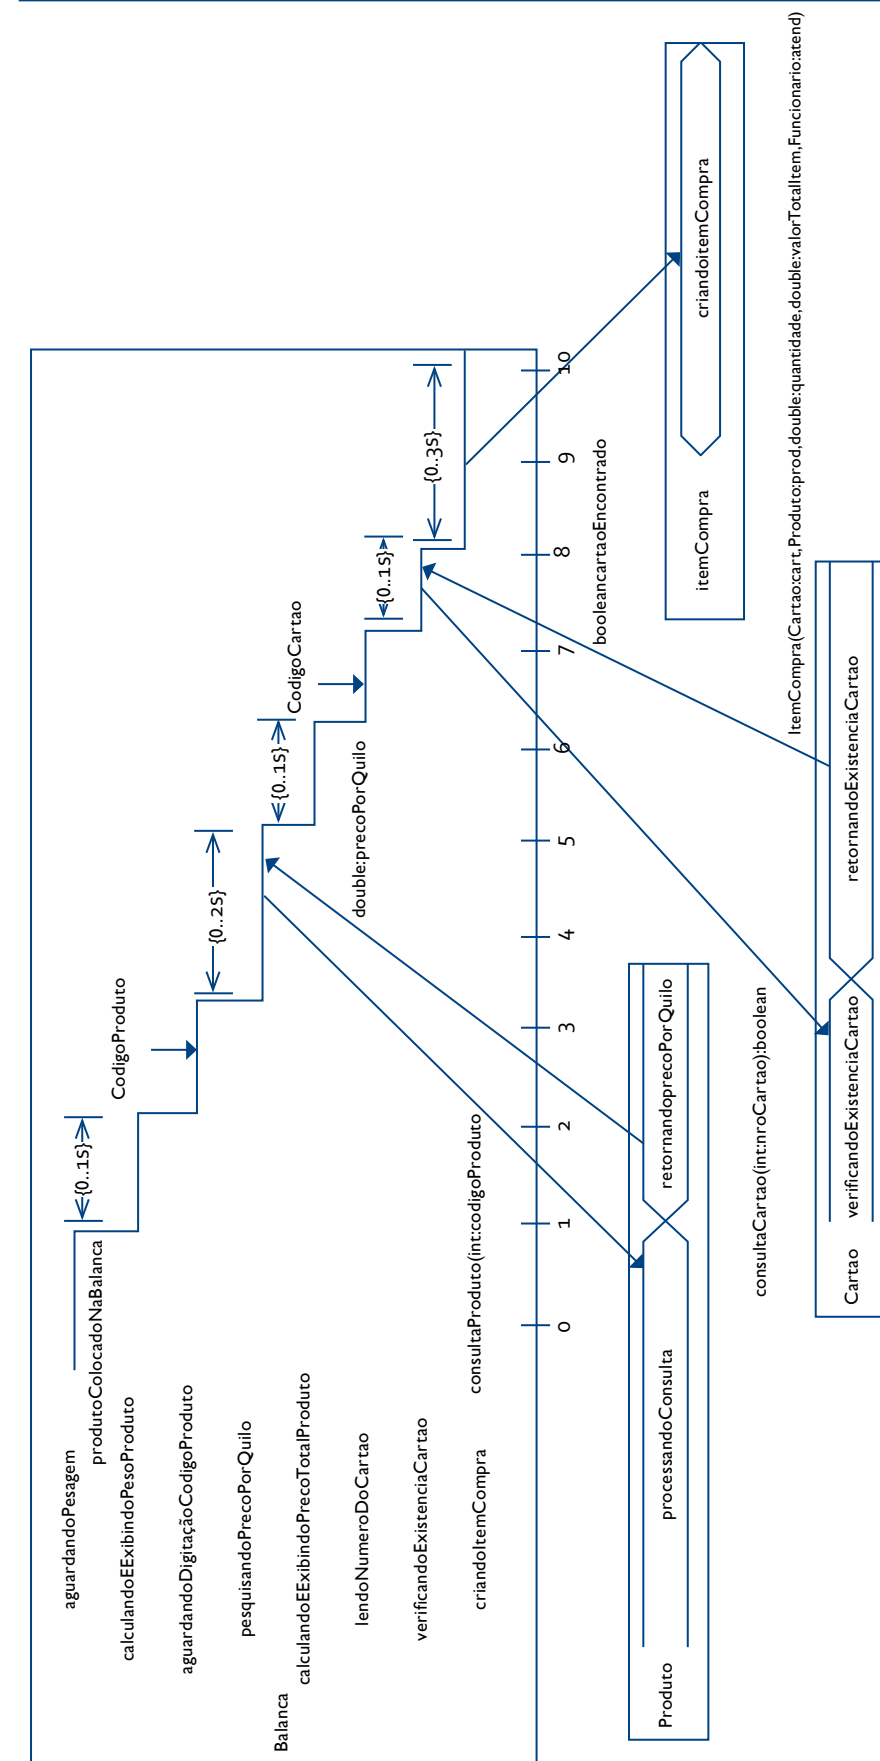 Balanca
aguardandoPesagem
produtoColocadoNaBalanca
calculandoEExibindoPesoProduto
aguardandoDigitaçãoCodigoProduto
pesquisandoPrecoPorQuilo
calculandoEExibindoPrecoTotalProduto
lendoNumeroDoCartao
verificandoExistenciaCartao
criandoItemCompra
{0..1S}
CodigoProduto
{0..2S}
{0..1S}
CodigoCartao
{0..1S}
{0..3S}
double:precoPorQuilo
consultaProduto(int:codigoProduto
0
1
2
3
4
5
6
7
8
9
10
booleancartaoEncontrado
Produto
processandoConsulta
retornandoprecoPorQuilo
itemCompra
criandoitemCompra
consultaCartao(int:nroCartao):boolean
ItemCompra(Cartao:cart,Produto:prod,double:quantidade,double:valorTotalItem,Funcionario:atend)
Cartao
verificandoExistenciaCartao
retornandoExistenciaCartao